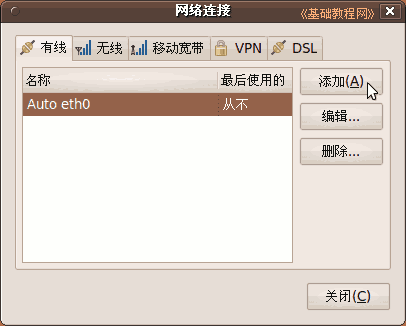 网络连接
《基础教程网》
有线 无线 移动宽带 VPN DSL
名称 最后使用的
Auto eth0 从不
添加(A)
编辑...
删除...
关闭(C)